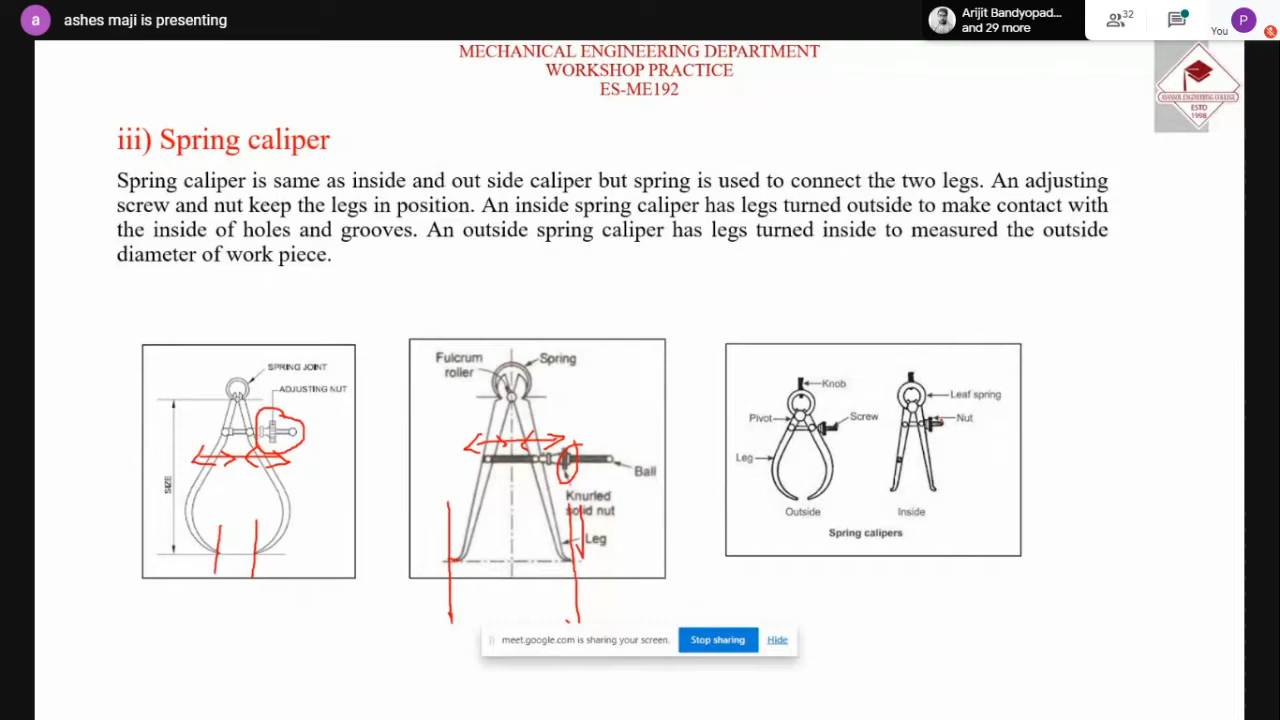 a
ashes maji is presenting
Arijit Bandyopad...
and 29 more
32
You
P
MECHANICAL ENGINEERING DEPARTMENT
WORKSHOP PRACTICE
ES-ME192
ASANSOL ENGINEERING COLLEGE
ESTD
1998
iii) Spring caliper
Spring caliper is same as inside and out side caliper but spring is used to connect the two legs. An adjusting
screw and nut keep the legs in position. An inside spring caliper has legs turned outside to make contact with
the inside of holes and grooves. An outside spring caliper has legs turned inside to measured the outside
diameter of work piece.
SPRING JOINT
ADJUSTING NUT
SIZE
Fulcrum
roller
Spring
Ball
Knurled
solid nut
Leg
Knob
Pivot
Screw
Leg
Outside
Leaf spring
Nut
Inside
Spring calipers
meet.google.com is sharing your screen.
Stop sharing
Hide